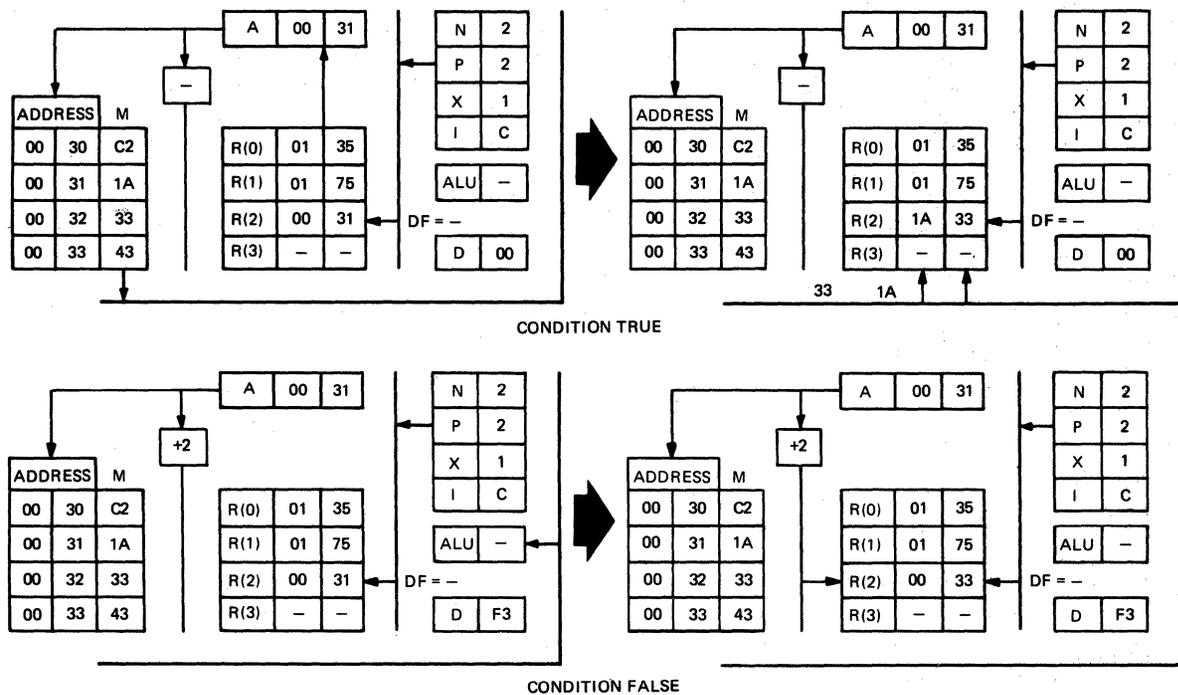 A 00 31
N 2
P 2
X 1
I C
–
ADDRESS M
00 30 C2
00 31 1A
00 32 33
00 33 43
R(0) 01 35
R(1) 01 75
R(2) 00 31
R(3) – –
ALU –
DF = –
D 00
A 00 31
N 2
P 2
X 1
I C
–
ADDRESS M
00 30 C2
00 31 1A
00 32 33
00 33 43
R(0) 01 35
R(1) 01 75
R(2) 1A 33
R(3) – –
ALU –
DF = –
D 00
33 1A
CONDITION TRUE
A 00 31
N 2
P 2
X 1
I C
+2
ADDRESS M
00 30 C2
00 31 1A
00 32 33
00 33 43
R(0) 01 35
R(1) 01 75
R(2) 00 31
R(3) – –
ALU –
DF = –
D F3
A 00 31
N 2
P 2
X 1
I C
+2
ADDRESS M
00 30 C2
00 31 1A
00 32 33
00 33 43
R(0) 01 35
R(1) 01 75
R(2) 00 33
R(3) – –
ALU –
DF = –
D F3
CONDITION FALSE